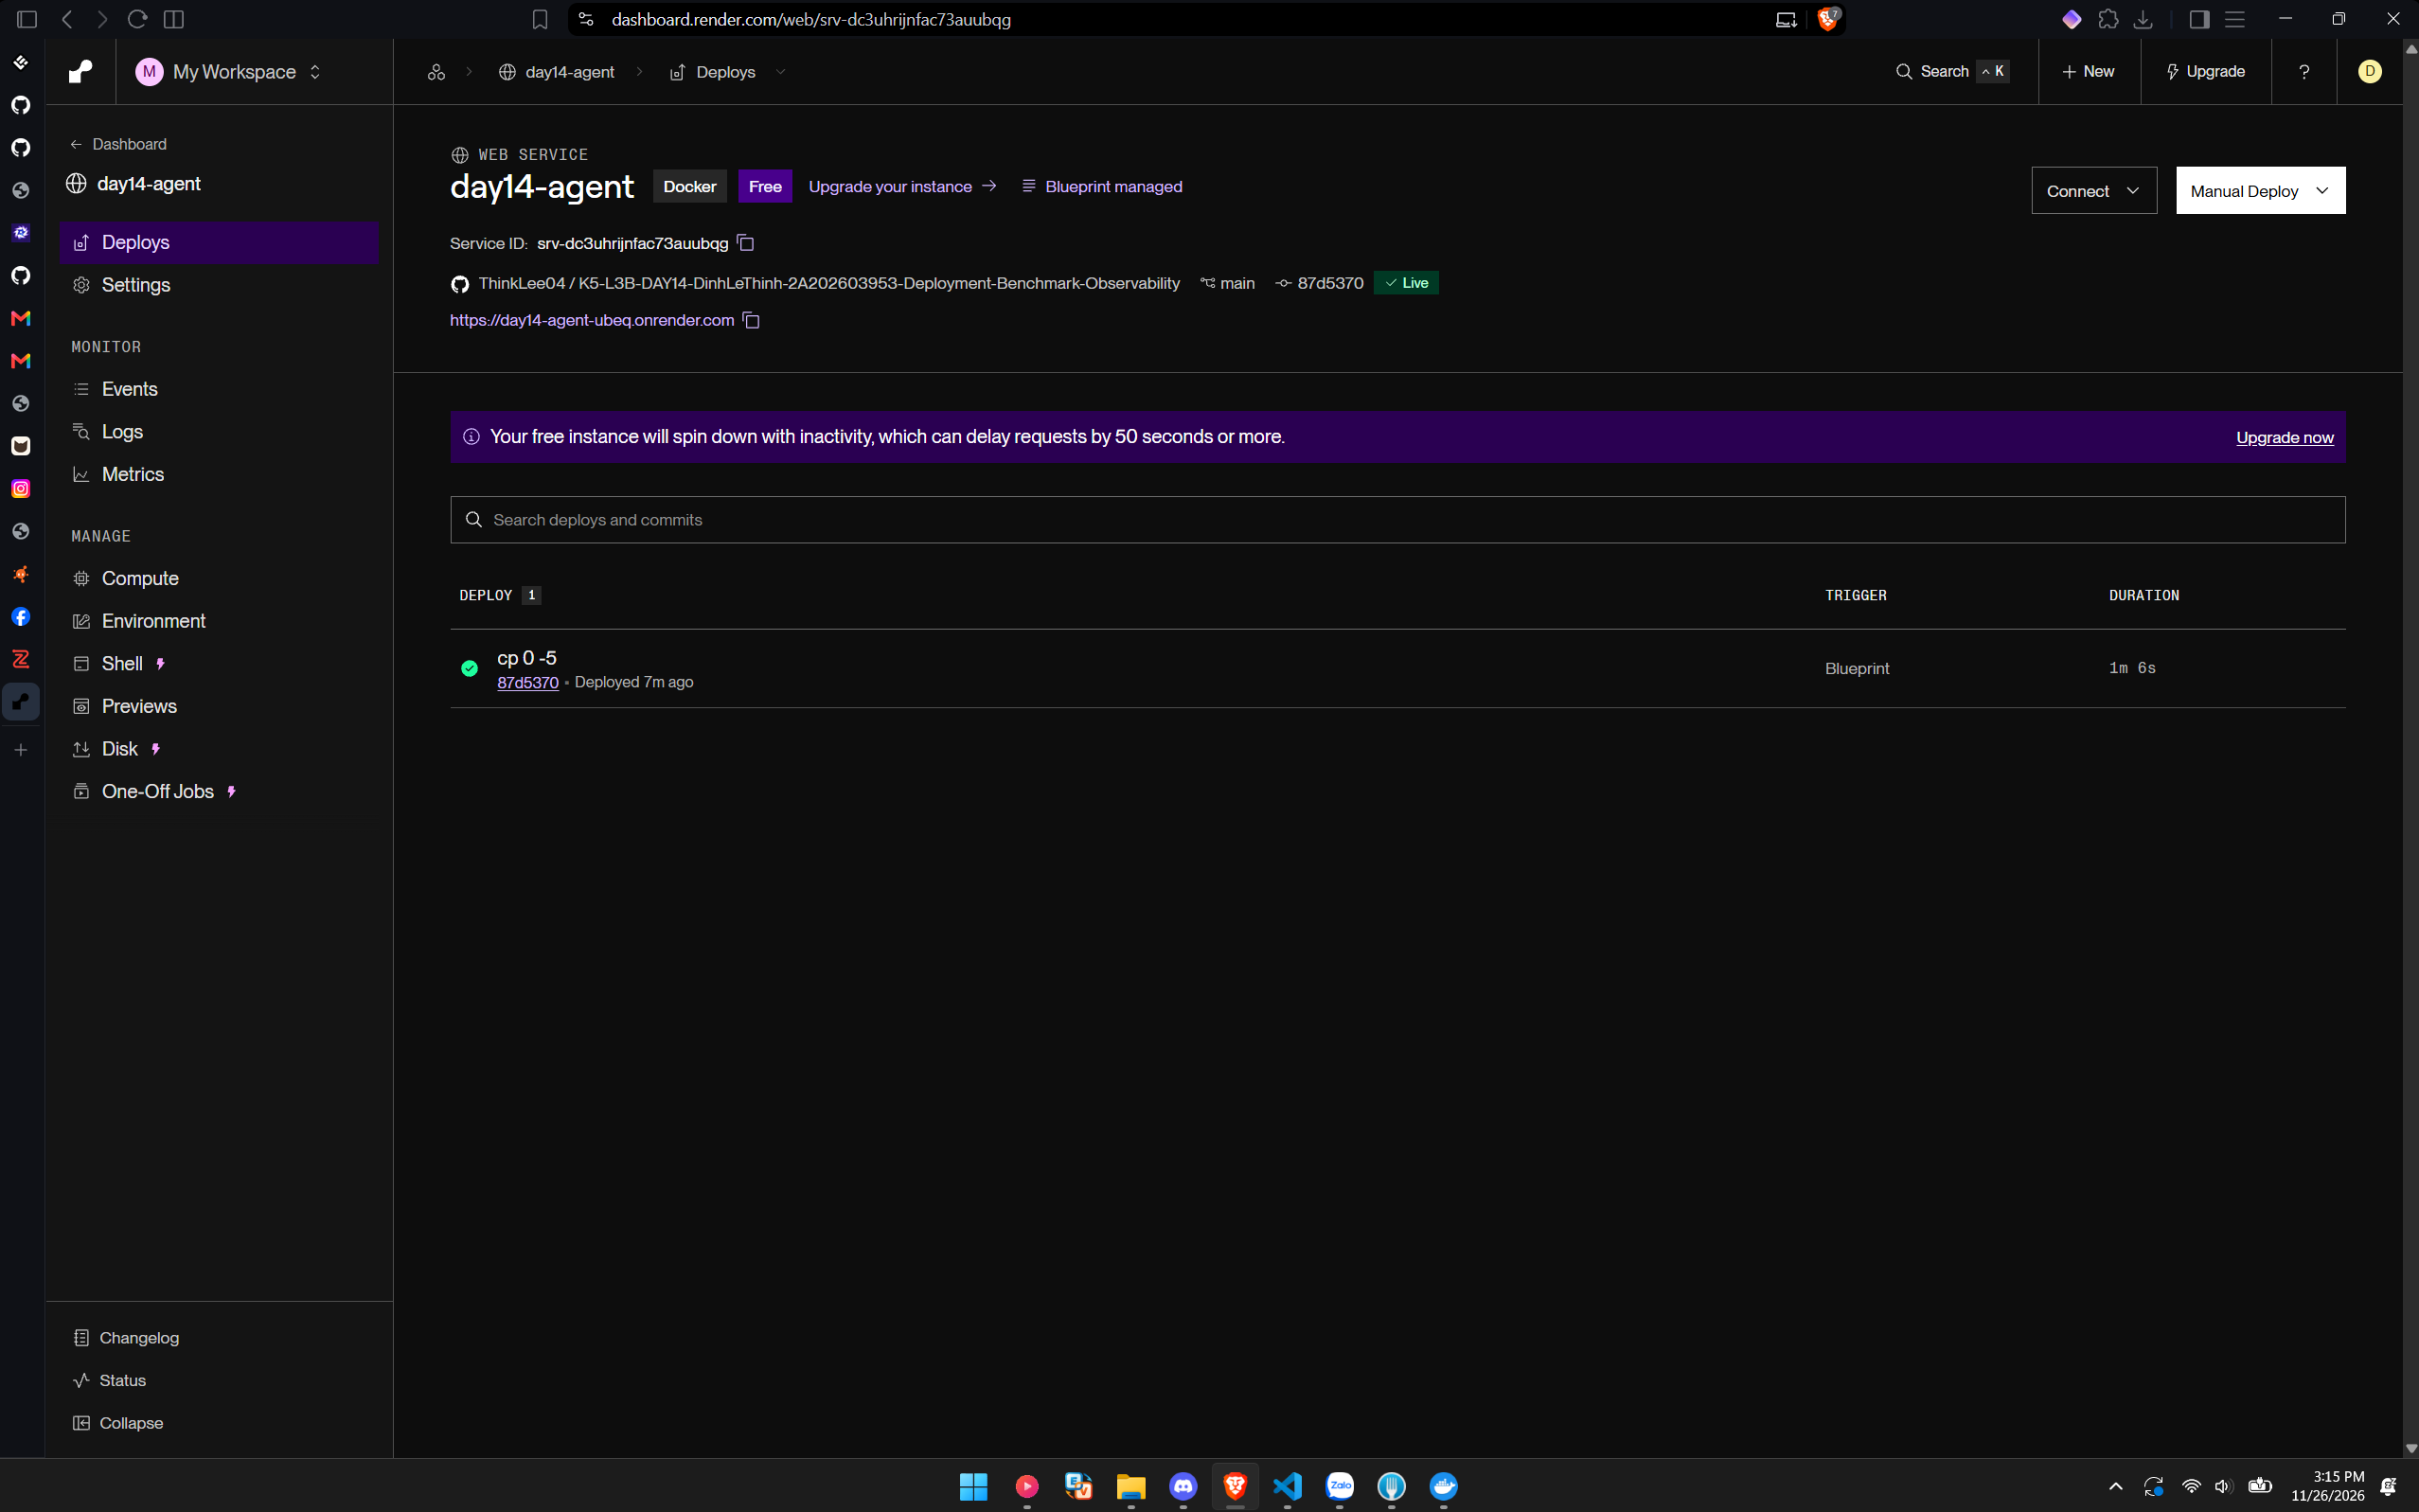 dashboard.render.com/web/srv-dc3uhrijnfac73auubqg
7
M My Workspace
day14-agent
Deploys
Search ^ K
+ New
Upgrade
?
D
← Dashboard
day14-agent
Deploys
Settings
MONITOR
Events
Logs
Metrics
MANAGE
Compute
Environment
Shell
Previews
Disk
One-Off Jobs
Changelog
Status
Collapse
WEB SERVICE
day14-agent Docker Free Upgrade your instance → Blueprint managed
Connect
Manual Deploy
Service ID: srv-dc3uhrijnfac73auubqg
ThinkLee04 / K5-L3B-DAY14-DinhLeThinh-2A202603953-Deployment-Benchmark-Observability main 87d5370 ✓ Live
https://day14-agent-ubeq.onrender.com
Your free instance will spin down with inactivity, which can delay requests by 50 seconds or more.
Upgrade now
Search deploys and commits
DEPLOY 1 TRIGGER DURATION
cp 0 -5
87d5370 • Deployed 7m ago
Blueprint
1m 6s
Zalo
3:15 PM
11/26/2026